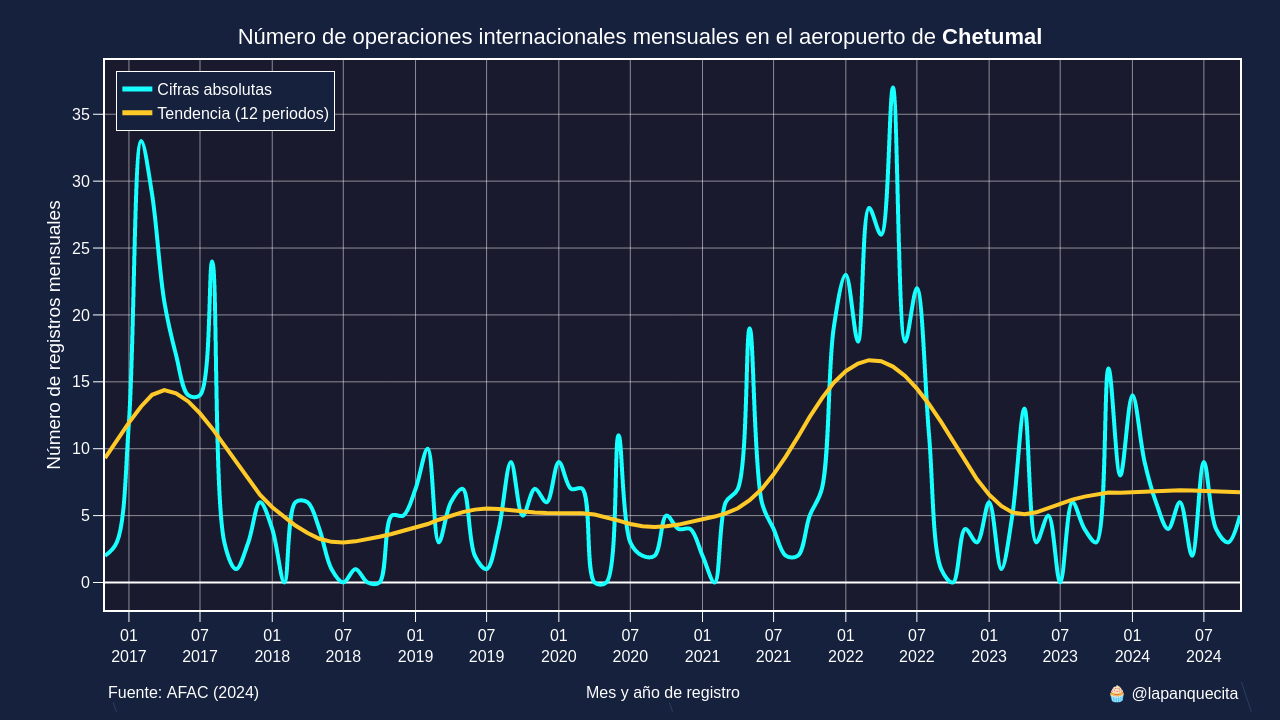 Número de operaciones internacionales mensuales en el aeropuerto de Chetumal
Cifras absolutas
Tendencia (12 periodos)
Número de registros mensuales
35
30
25
20
15
10
5
0
01 07 01 07 01 07 01 07 01 07 01 07 01 07 01 07
2017 2017 2018 2018 2019 2019 2020 2020 2021 2021 2022 2022 2023 2023 2024 2024
Fuente: AFAC (2024) Mes y año de registro 🧁 @lapanquecita